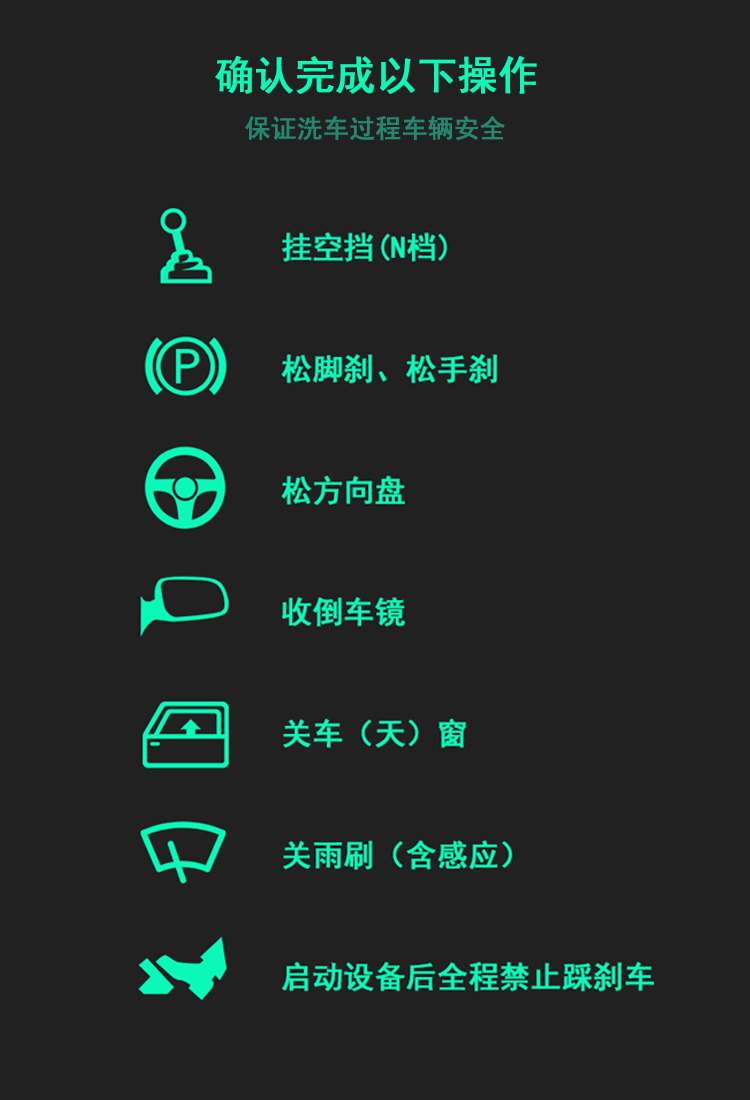 确认完成以下操作
保证洗车过程车辆安全
挂空挡(N档)
P
松脚刹、松手刹
松方向盘
收倒车镜
关车（天）窗
关雨刷（含感应）
启动设备后全程禁止踩刹车